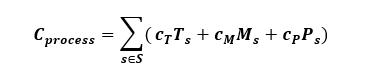 C_process = ∑_{s∈S} ( c_T T_s + c_M M_s + c_P P_s )